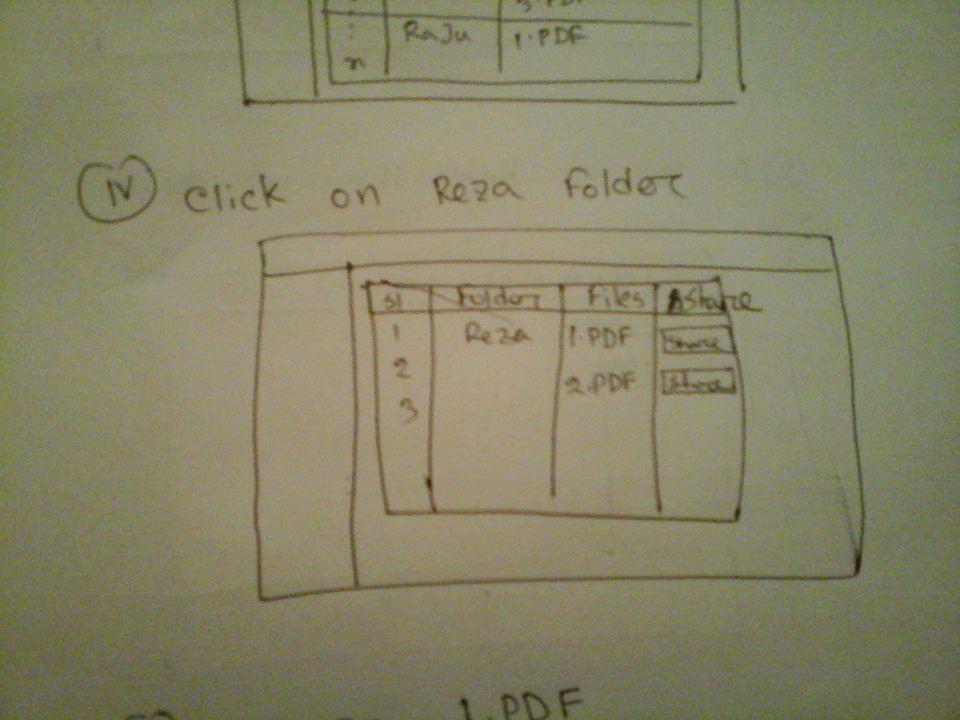 3.PDF
RaJu 1.PDF
n
iv click on Reza Folder
sl Folder Files Share
1 Reza 1.PDF Share
2 2.PDF Share
3
1.PDF